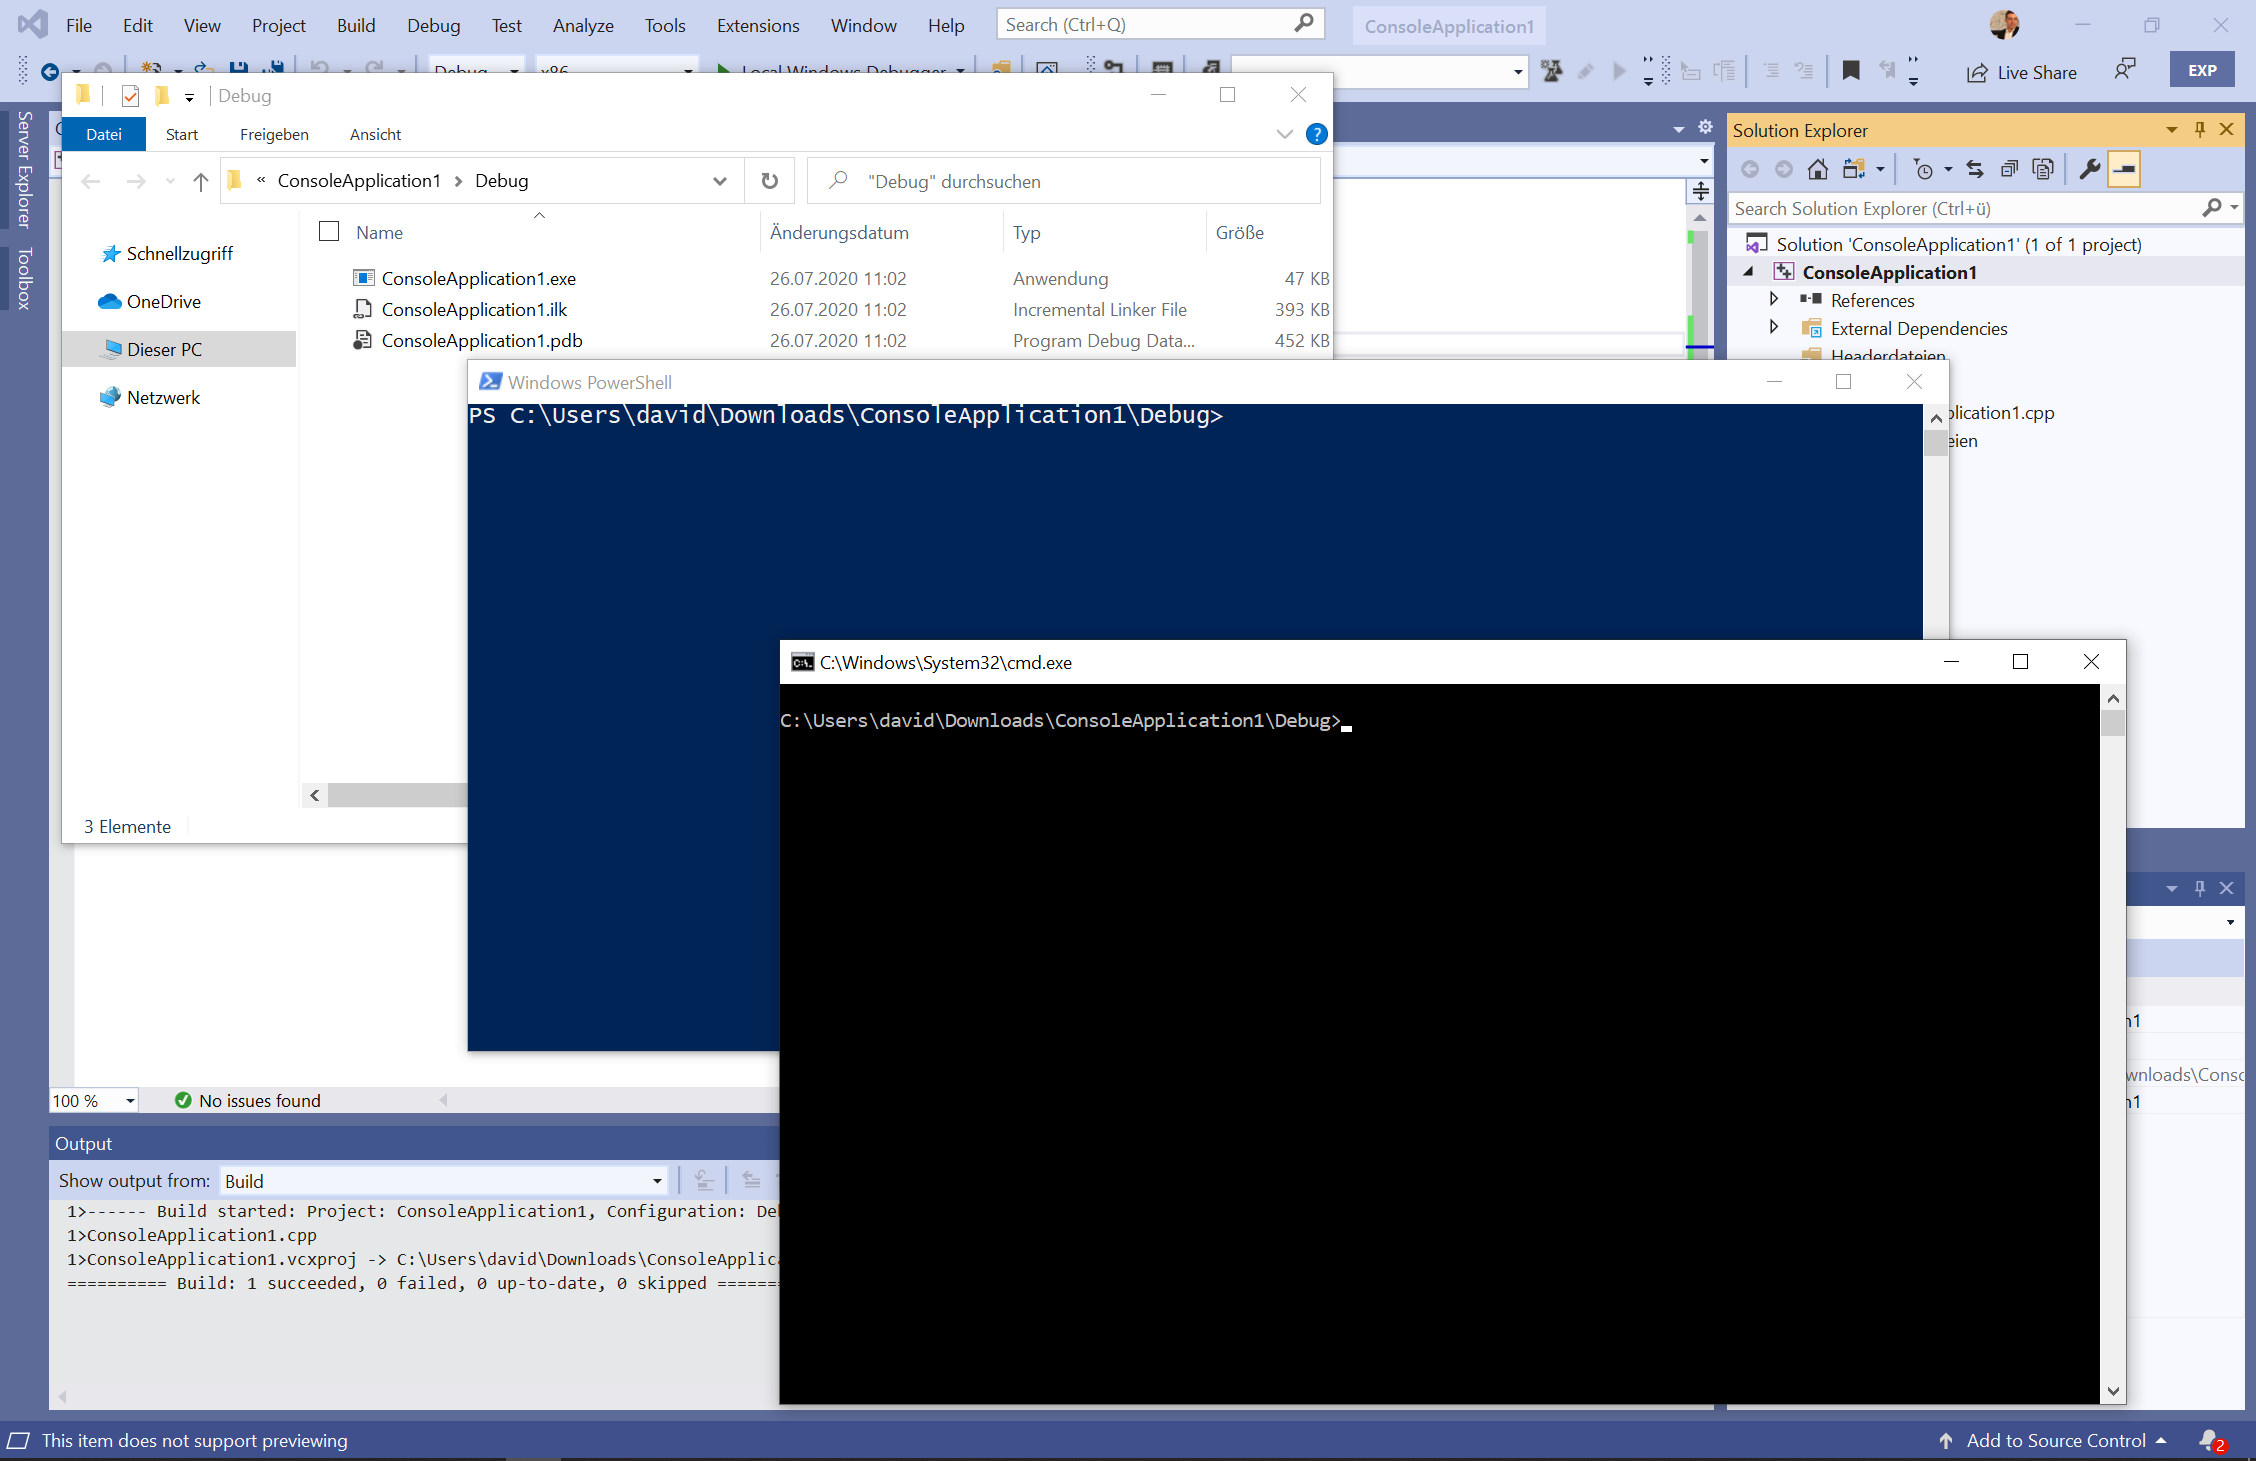 File Edit View Project Build Debug Test Analyze Tools Extensions Window Help Search (Ctrl+Q) ConsoleApplication1
Debug x86 Local Windows Debugger Live Share EXP
Debug
Datei Start Freigeben Ansicht
« ConsoleApplication1 > Debug "Debug" durchsuchen
Name Änderungsdatum Typ Größe
ConsoleApplication1.exe 26.07.2020 11:02 Anwendung 47 KB
ConsoleApplication1.ilk 26.07.2020 11:02 Incremental Linker File 393 KB
ConsoleApplication1.pdb 26.07.2020 11:02 Program Debug Data... 452 KB
Schnellzugriff
OneDrive
Dieser PC
Netzwerk
3 Elemente
Server Explorer
Toolbox
Windows PowerShell
PS C:\Users\david\Downloads\ConsoleApplication1\Debug>
C:\Windows\System32\cmd.exe
C:\Users\david\Downloads\ConsoleApplication1\Debug>
Solution Explorer
Search Solution Explorer (Ctrl+ü)
Solution 'ConsoleApplication1' (1 of 1 project)
ConsoleApplication1
References
External Dependencies
Headerdateien
plication1.cpp
eien
n1
wnloads\Conso
n1
100 % No issues found
Output
Show output from: Build
1>------ Build started: Project: ConsoleApplication1, Configuration: De
1>ConsoleApplication1.cpp
1>ConsoleApplication1.vcxproj -> C:\Users\david\Downloads\ConsoleApplic
========== Build: 1 succeeded, 0 failed, 0 up-to-date, 0 skipped =======
This item does not support previewing Add to Source Control 2